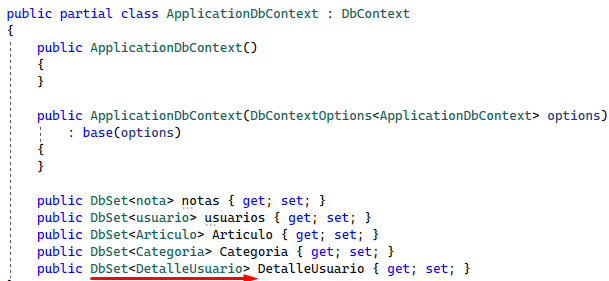 public partial class ApplicationDbContext : DbContext
{
public ApplicationDbContext()
{
}
public ApplicationDbContext(DbContextOptions<ApplicationDbContext> options)
: base(options)
{
}
public DbSet<nota> notas { get; set; }
public DbSet<usuario> usuarios { get; set; }
public DbSet<Articulo> Articulo { get; set; }
public DbSet<Categoria> Categoria { get; set; }
public DbSet<DetalleUsuario> DetalleUsuario { get; set; }